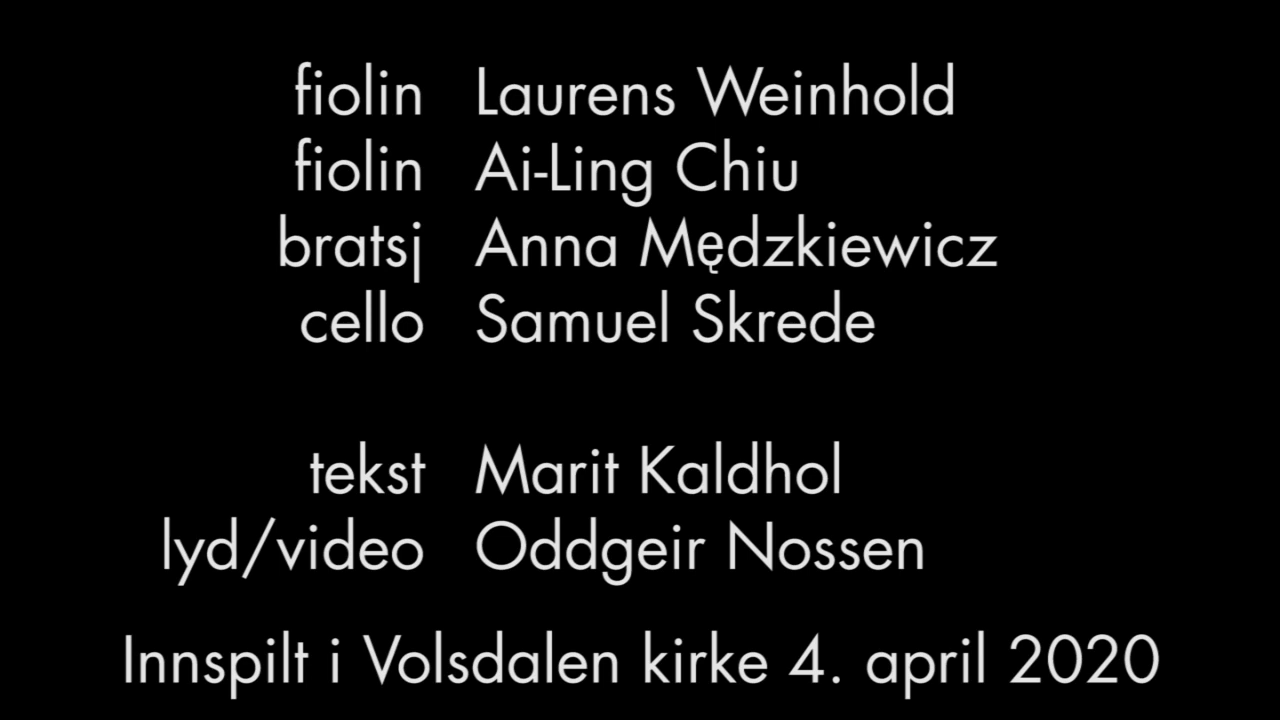 fiolin Laurens Weinhold
fiolin Ai-Ling Chiu
bratsj Anna Mędzkiewicz
cello Samuel Skrede
tekst Marit Kaldhol
lyd/video Oddgeir Nossen
Innspilt i Volsdalen kirke 4. april 2020